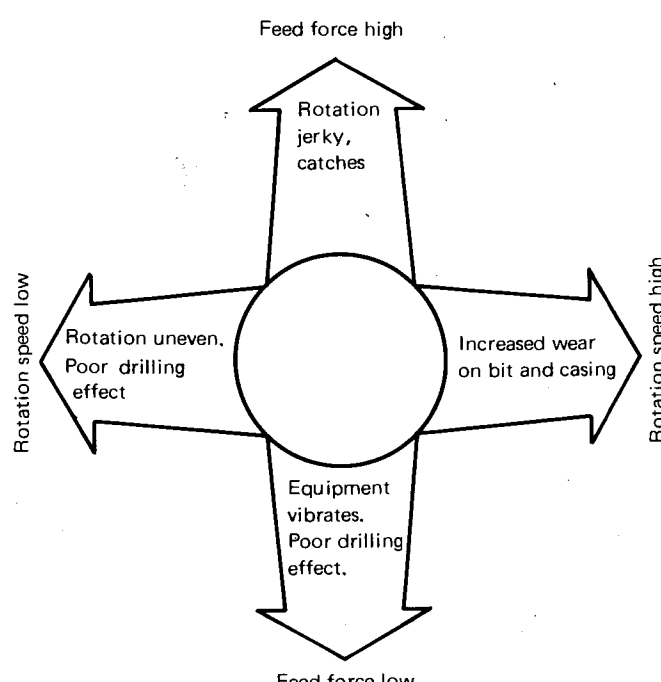 Feed force high
Rotation
jerky,
catches
Rotation speed low
Rotation uneven.
Poor drilling
effect
Increased wear
on bit and casing
Rotation speed high
Equipment
vibrates.
Poor drilling
effect.
Feed force low